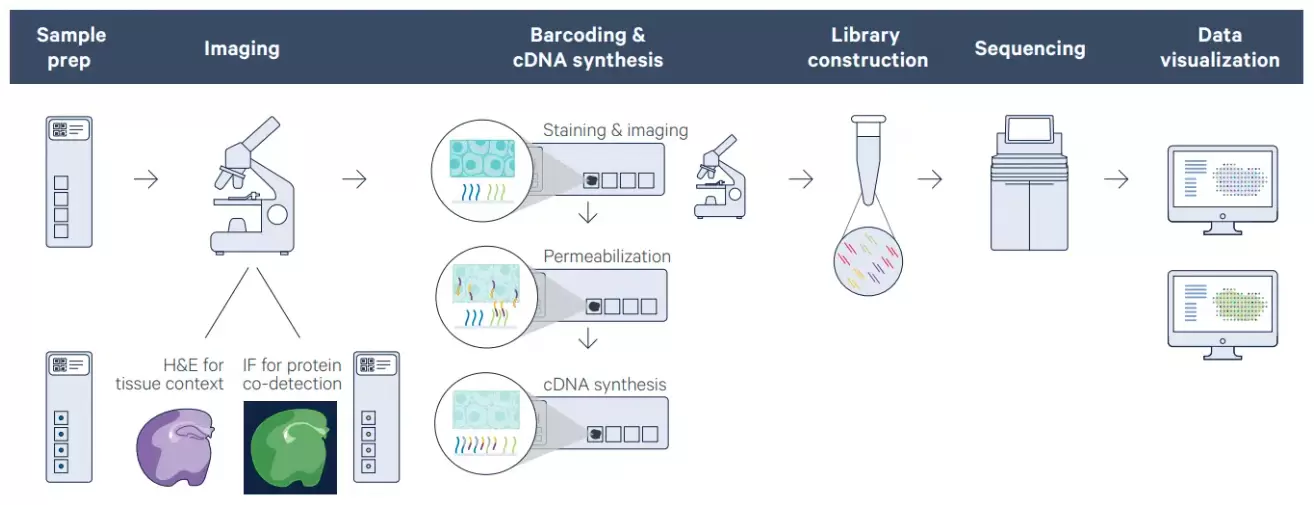 Sample
prep
Imaging
Barcoding &
cDNA synthesis
Library
construction
Sequencing
Data
visualization
Staining & imaging
Permeabilization
cDNA synthesis
H&E for
tissue context
IF for protein
co-detection